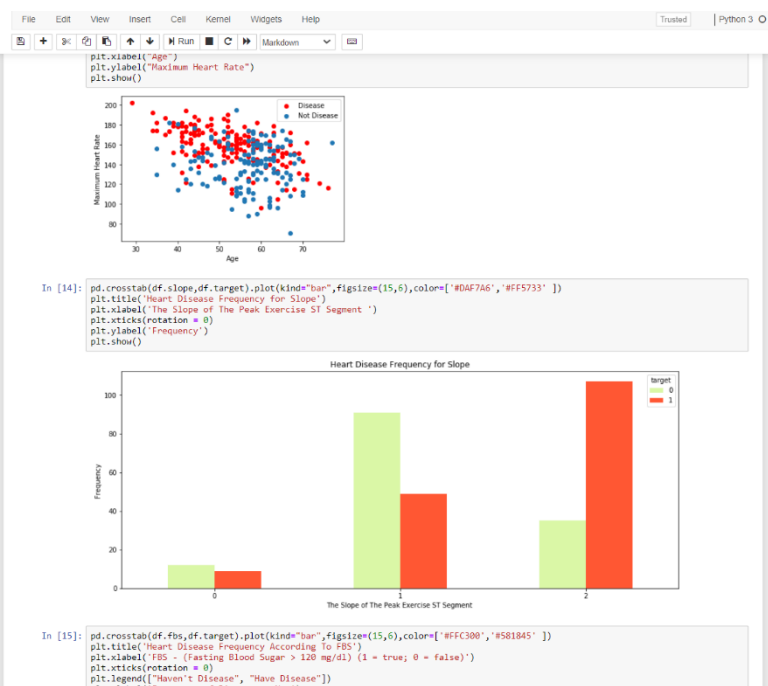 File Edit View Insert Cell Kernel Widgets Help Trusted Python 3
Run Markdown
plt.xlabel("Age")
plt.ylabel("Maximum Heart Rate")
plt.show()
200
180
160
140
120
100
80
Maximum Heart Rate
Disease
Not Disease
30 40 50 60 70
Age
In [14]: pd.crosstab(df.slope,df.target).plot(kind="bar",figsize=(15,6),color=['#DAF7A6','#FF5733' ])
plt.title('Heart Disease Frequency for Slope')
plt.xlabel('The Slope of The Peak Exercise ST Segment ')
plt.xticks(rotation = 0)
plt.ylabel('Frequency')
plt.show()
Heart Disease Frequency for Slope
100
80
60
40
20
0
Frequency
target
0
1
0 1 2
The Slope of The Peak Exercise ST Segment
In [15]: pd.crosstab(df.fbs,df.target).plot(kind="bar",figsize=(15,6),color=['#FFC300','#581845' ])
plt.title('Heart Disease Frequency According To FBS')
plt.xlabel('FBS - (Fasting Blood Sugar > 120 mg/dl) (1 = true; 0 = false)')
plt.xticks(rotation = 0)
plt.legend(["Haven't Disease", "Have Disease"])